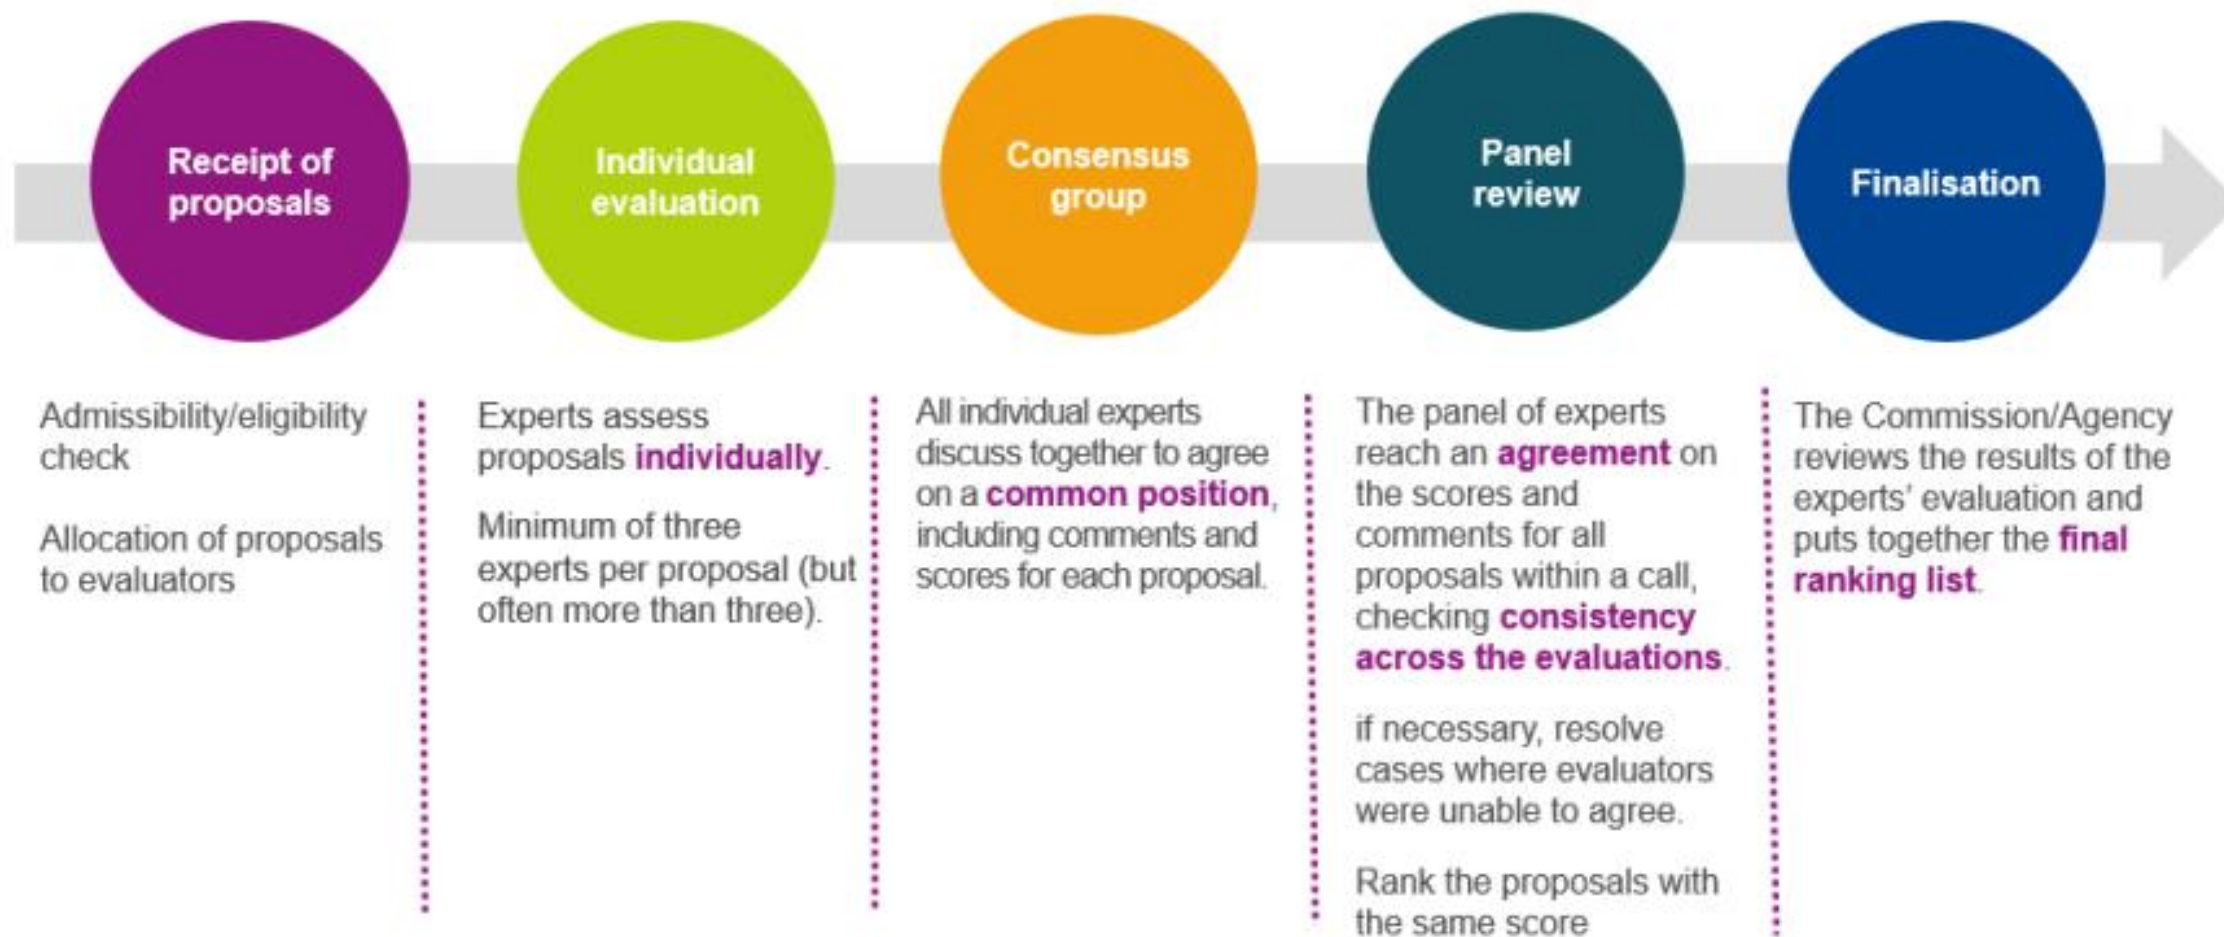 Receipt of
proposals
Individual
evaluation
Consensus
group
Panel
review
Finalisation
Admissibility/eligibility
check
Allocation of proposals
to evaluators
Experts assess
proposals individually.
Minimum of three
experts per proposal (but
often more than three).
All individual experts
discuss together to agree
on a common position,
including comments and
scores for each proposal.
The panel of experts
reach an agreement on
the scores and
comments for all
proposals within a call,
checking consistency
across the evaluations.
if necessary, resolve
cases where evaluators
were unable to agree.
Rank the proposals with
the same score
The Commission/Agency
reviews the results of the
experts' evaluation and
puts together the final
ranking list.